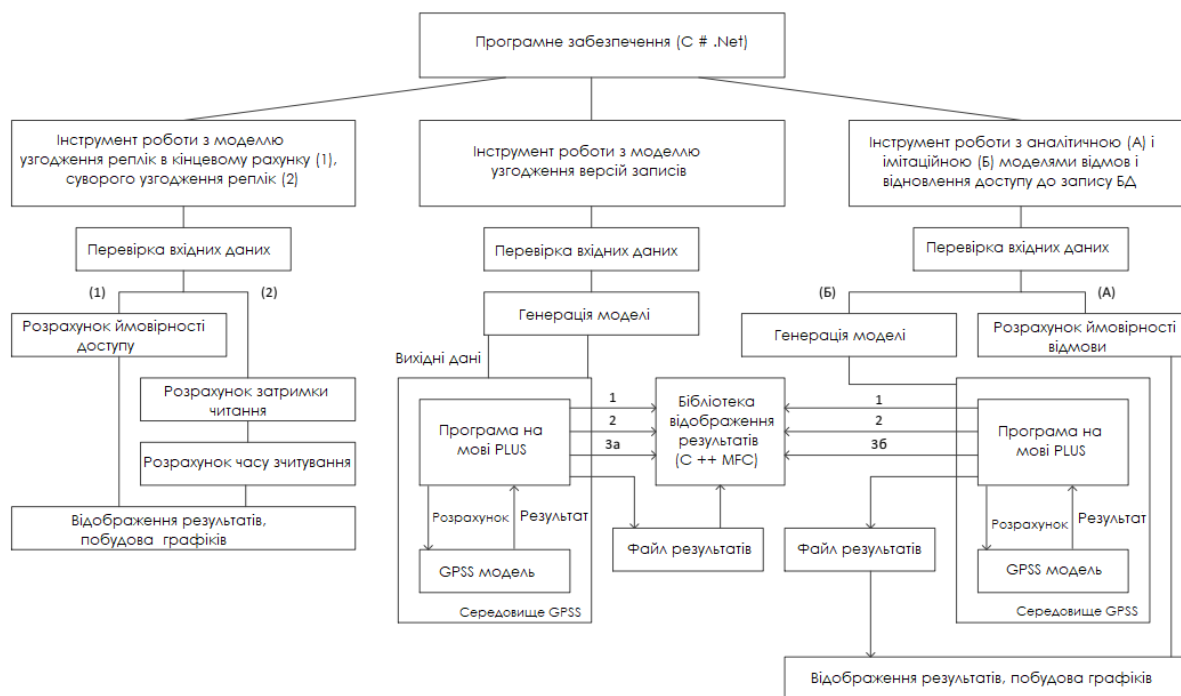 Програмне забезпечення (C # .Net)
Інструмент роботи з моделлю
узгодження реплік в кінцевому рахунку (1),
суворого узгодження реплік (2)
Інструмент роботи з моделлю
узгодження версій записів
Інструмент роботи з аналітичною (А) і
імітаційною (Б) моделями відмов і
відновлення доступу до запису БД
Перевірка вхідних даних
Перевірка вхідних даних
Перевірка вхідних даних
(1)
(2)
(Б)
(А)
Розрахунок ймовірності
доступу
Генерація моделі
Генерація моделі
Розрахунок ймовірності
відмови
Вихідні дані
Розрахунок затримки
читання
Розрахунок часу зчитування
Відображення результатів,
побудова графіків
Програма на
мові PLUS
1
2
3а
Бібліотека
відображення
результатів
(C ++ MFC)
1
2
3б
Програма на
мові PLUS
Розрахунок
Результат
Файл результатів
Файл результатів
Розрахунок
Результат
GPSS модель
GPSS модель
Середовище GPSS
Середовище GPSS
Відображення результатів, побудова графіків